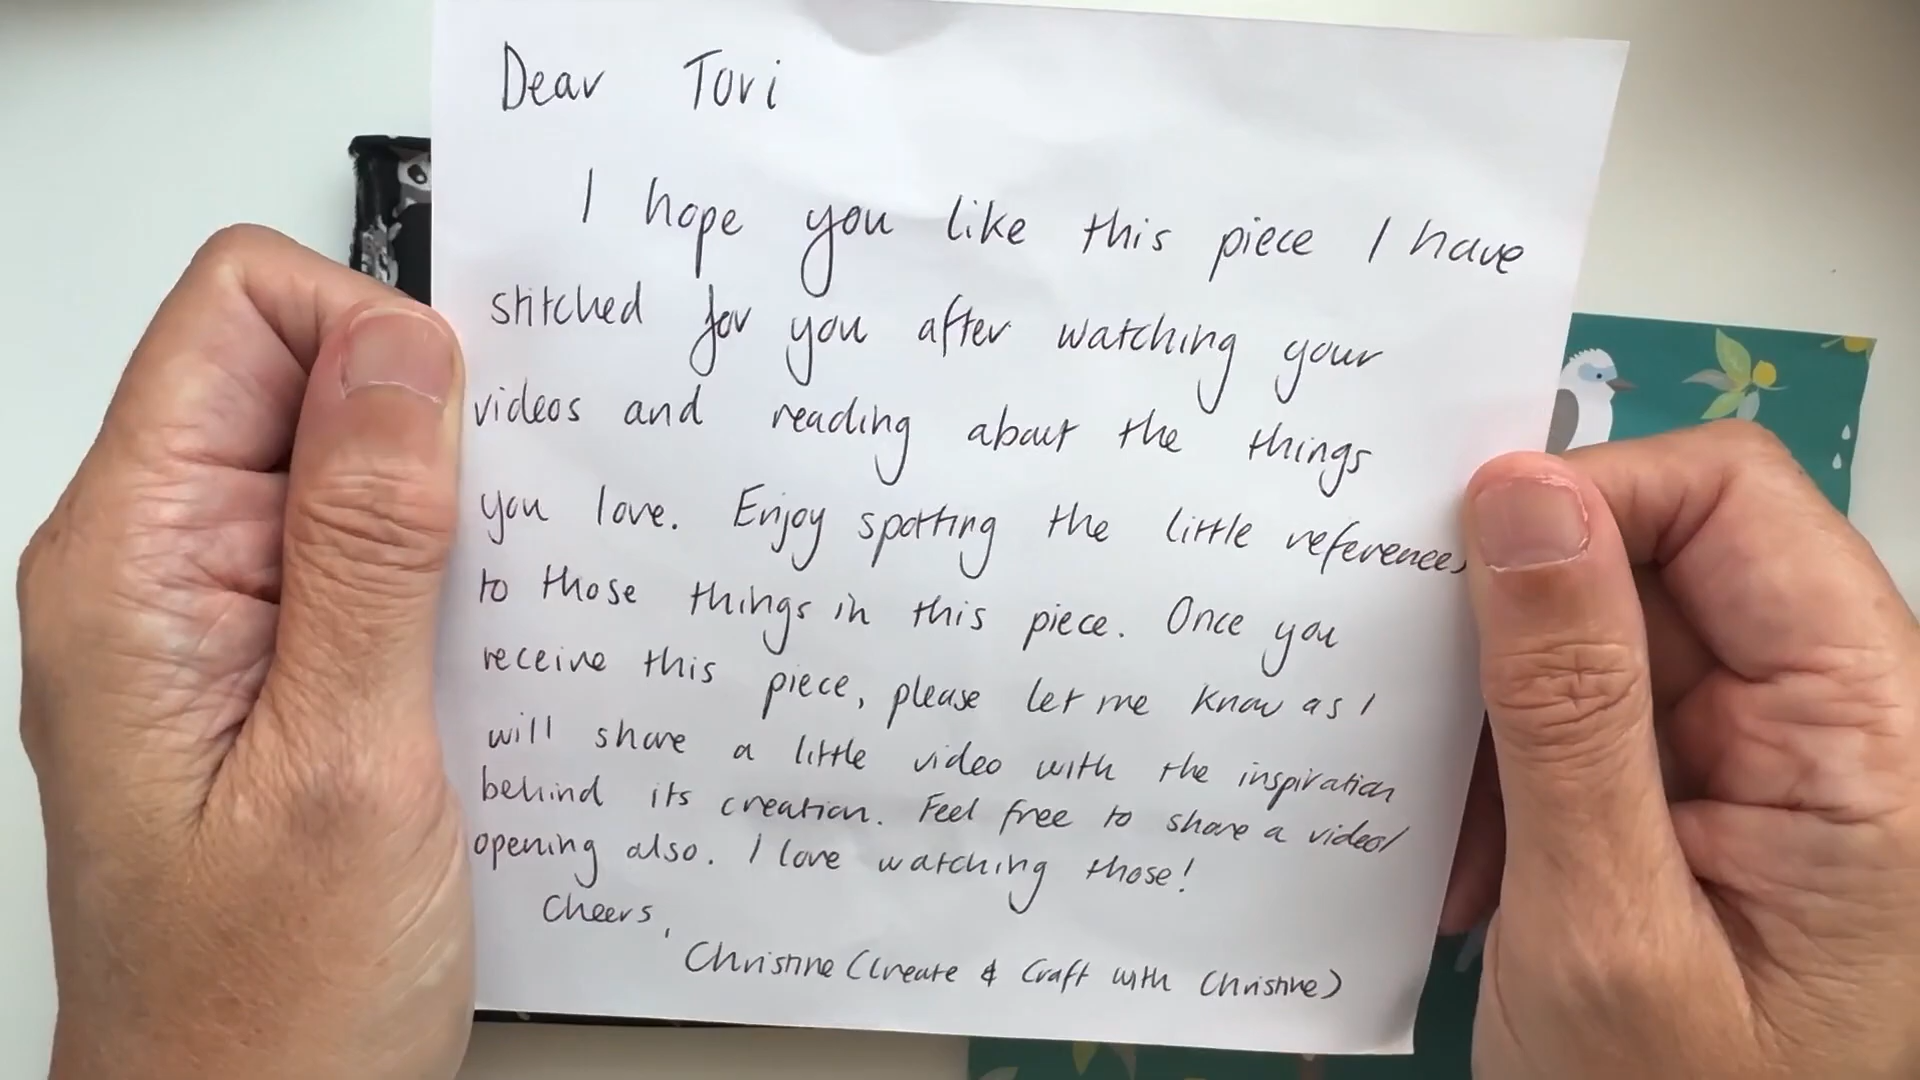 Dear Tori
I hope you like this piece I have
stitched for you after watching your
videos and reading about the things
you love. Enjoy spotting the little references
to those things in this piece. Once you
receive this piece, please let me know as I
will share a little video with the inspiration
behind its creation. Feel free to share a video/
opening also. I love watching those!
Cheers,
Christine (Create & Craft with Christine)